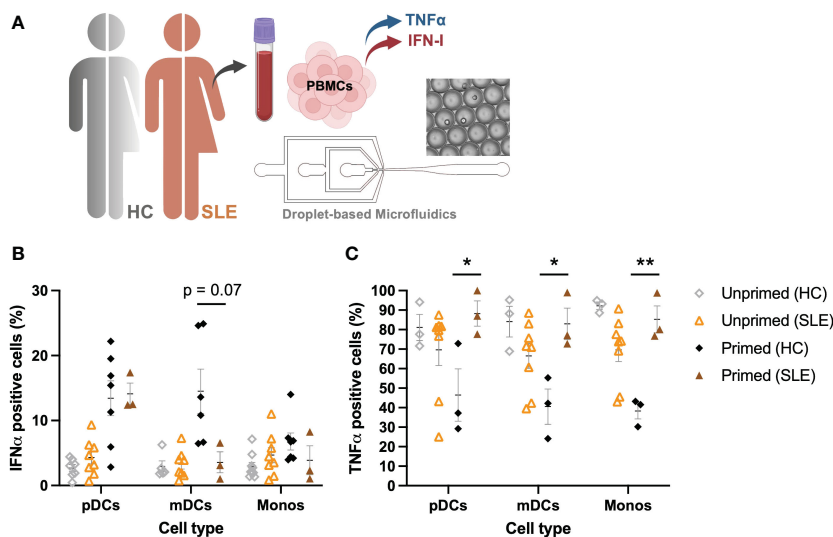 A
TNFα
IFN-I
PBMCs
HC
SLE
Droplet-based Microfluidics
B
IFNα positive cells (%)
30
20
10
0
p = 0.07
pDCs
mDCs
Monos
Cell type
C
TNFα positive cells (%)
100
90
80
70
60
50
40
30
20
10
0
*
*
**
pDCs
mDCs
Monos
Cell type
Unprimed (HC)
Unprimed (SLE)
Primed (HC)
Primed (SLE)